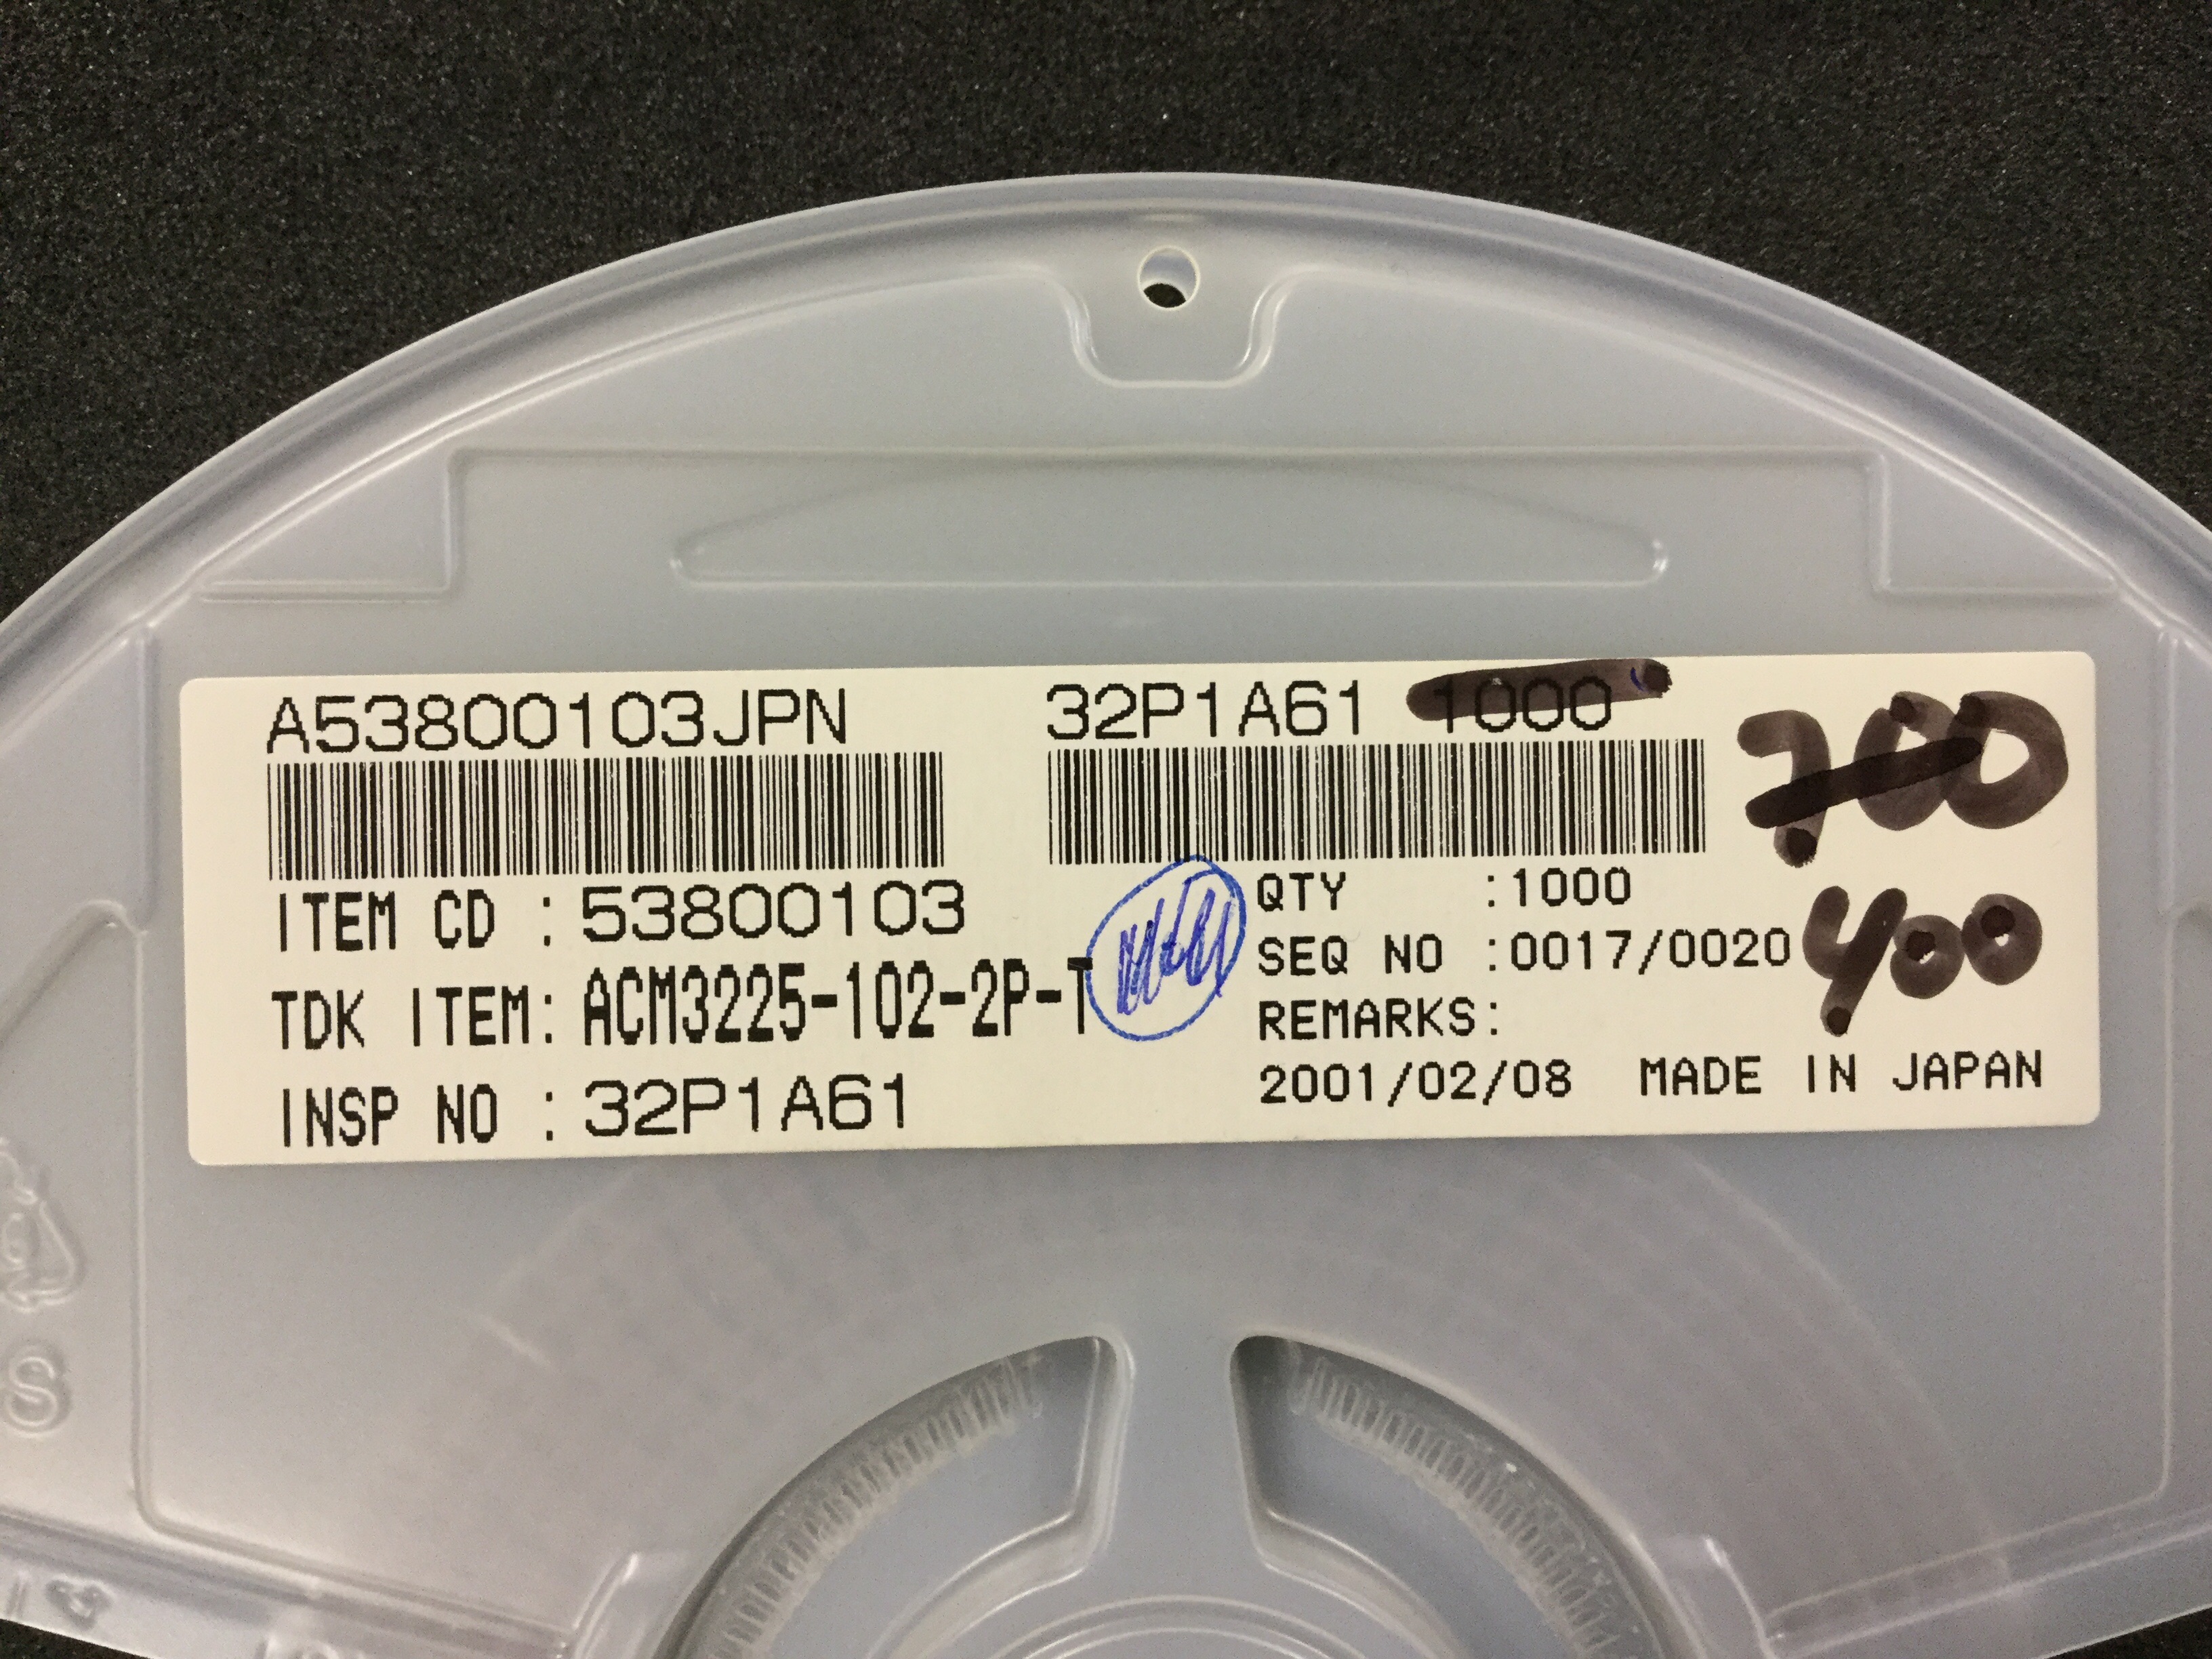 A53800103JPN
32P1A61 1000
700
ITEM CD : 53800103
TDK ITEM: ACM3225-102-2P-T
INSP NO : 32P1A61
QTY :1000
SEQ NO :0017/0020
400
REMARKS:
2001/02/08 MADE IN JAPAN